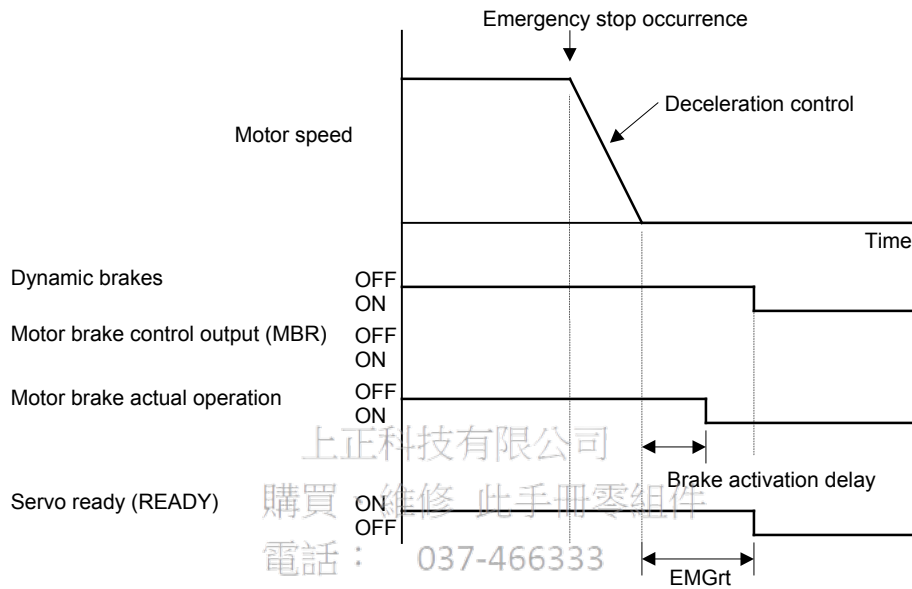 Emergency stop occurrence
Deceleration control
Motor speed
Time
Dynamic brakes
OFF
ON
Motor brake control output (MBR)
OFF
ON
Motor brake actual operation
OFF
ON
上正科技有限公司
Brake activation delay
購買、維修 此手冊零組件
Servo ready (READY)
ON
OFF
電話: 037-466333
EMGrt